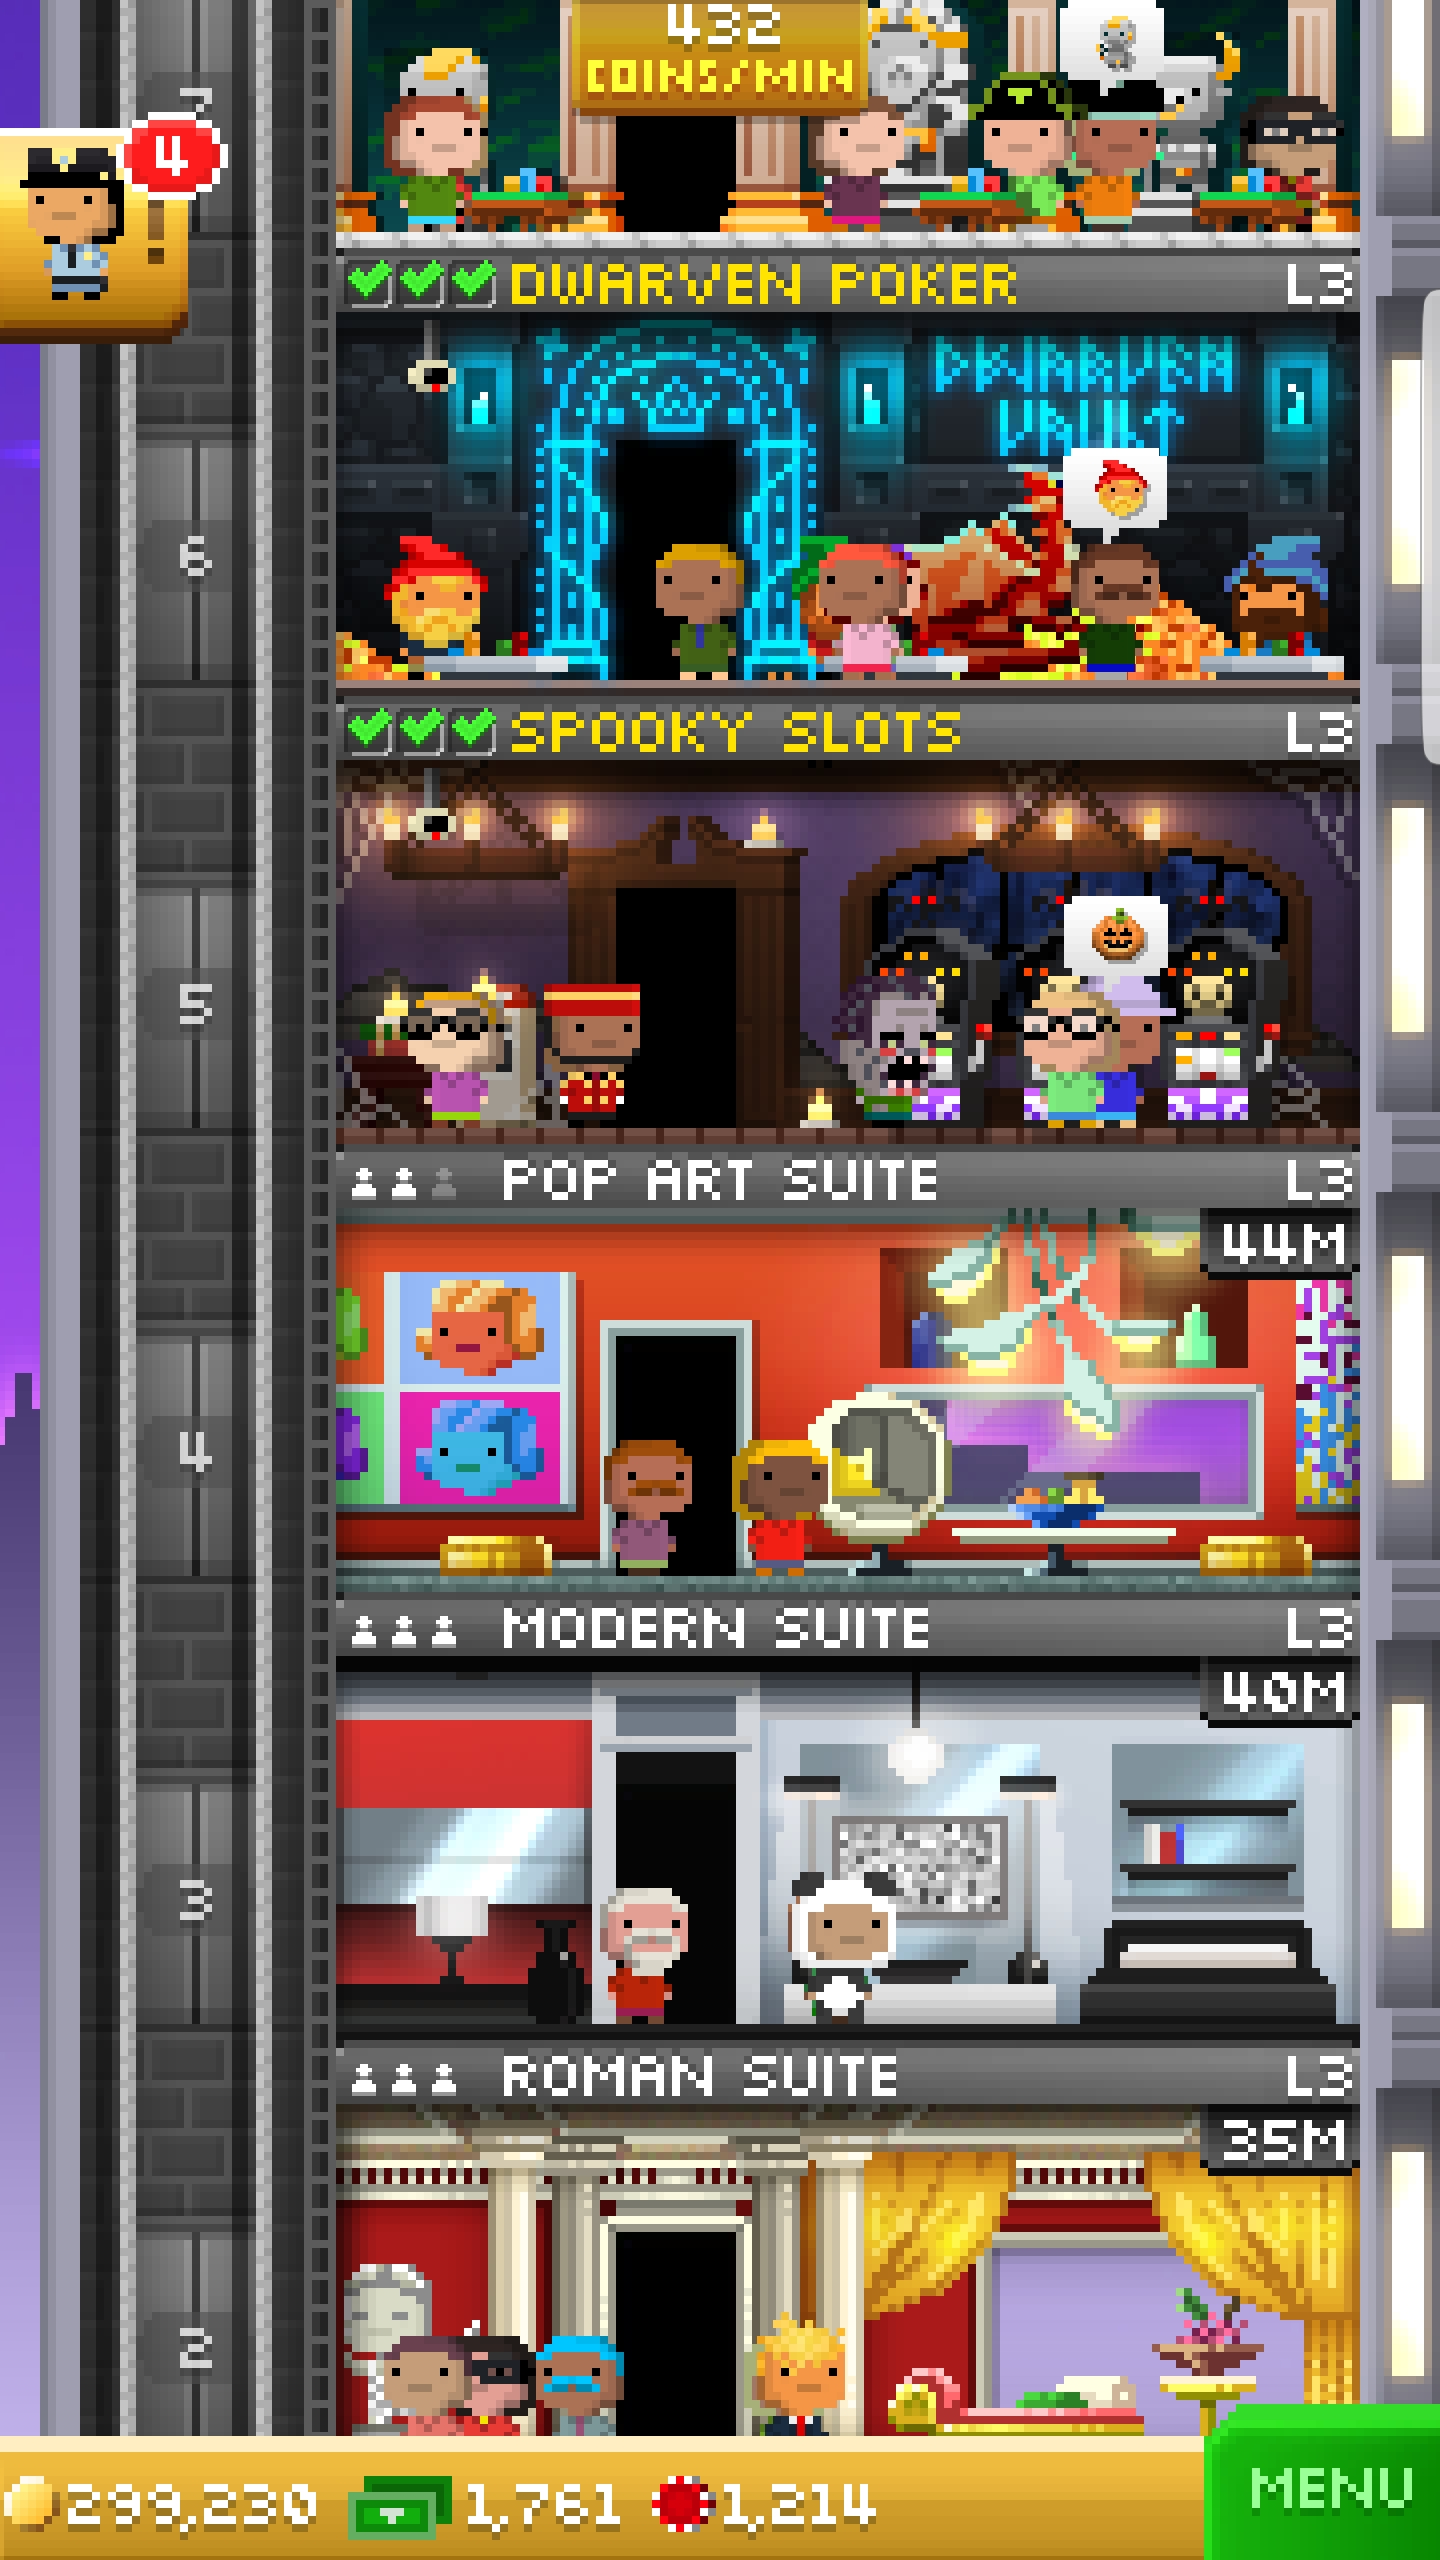 432
COINS/MIN
7
4
DWARVEN POKER
L3
DWARVEN
VAULT
6
SPOOKY SLOTS
L3
5
POP ART SUITE
L3
44M
4
MODERN SUITE
L3
40M
3
ROMAN SUITE
L3
35M
2
299,230
1,761
1,214
MENU